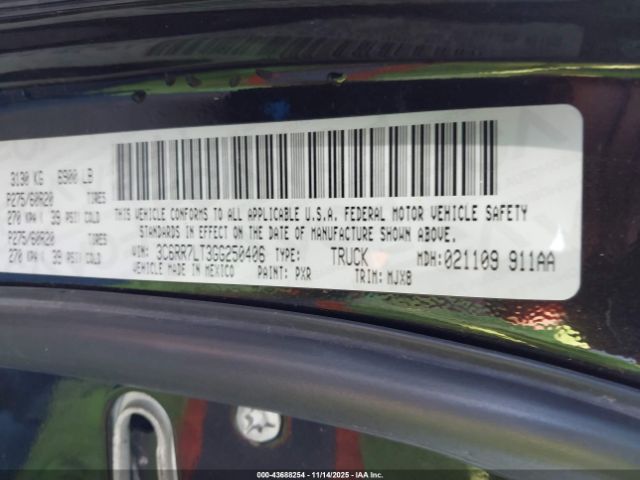 3130 KG 6900 LB
P275/60R20 TIRES
270 KPA ( 39 PSI) COLD
P275/60R20 TIRES
270 KPA ( 39 PSI) COLD
THIS VEHICLE CONFORMS TO ALL APPLICABLE U.S.A. FEDERAL MOTOR VEHICLE SAFETY
STANDARDS IN EFFECT ON THE DATE OF MANUFACTURE SHOWN ABOVE.
VIN: 3C6RR7LT3GG250406 TYPE: TRUCK MDH: 021109 911AA
MADE IN MEXICO PAINT: PXR TRIM: MJX8
000-43688254 | 11/14/2025 | IAA Inc.